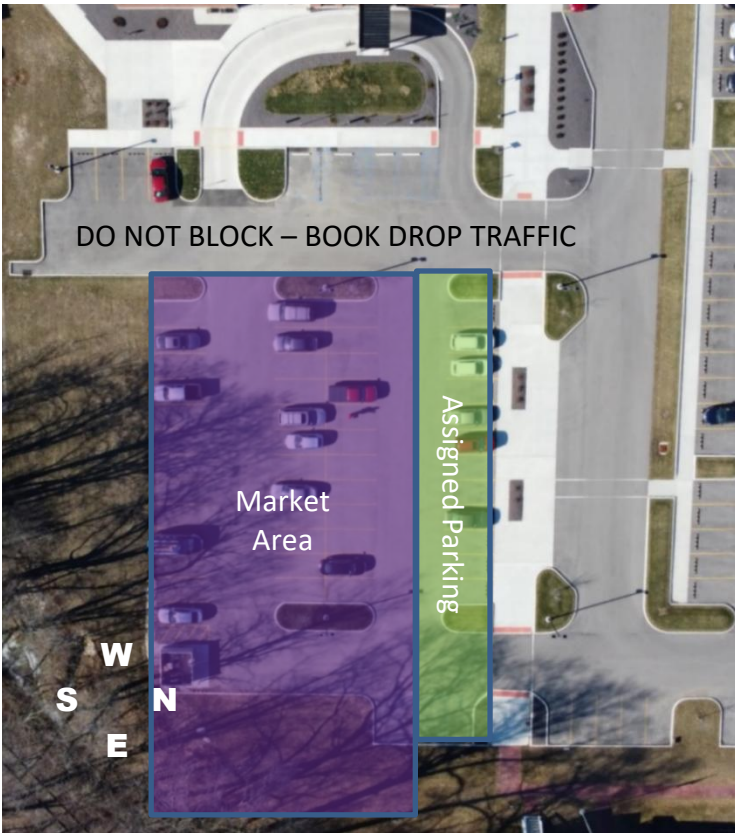 DO NOT BLOCK – BOOK DROP TRAFFIC
Market
Area
Assigned Parking
W
S N
E